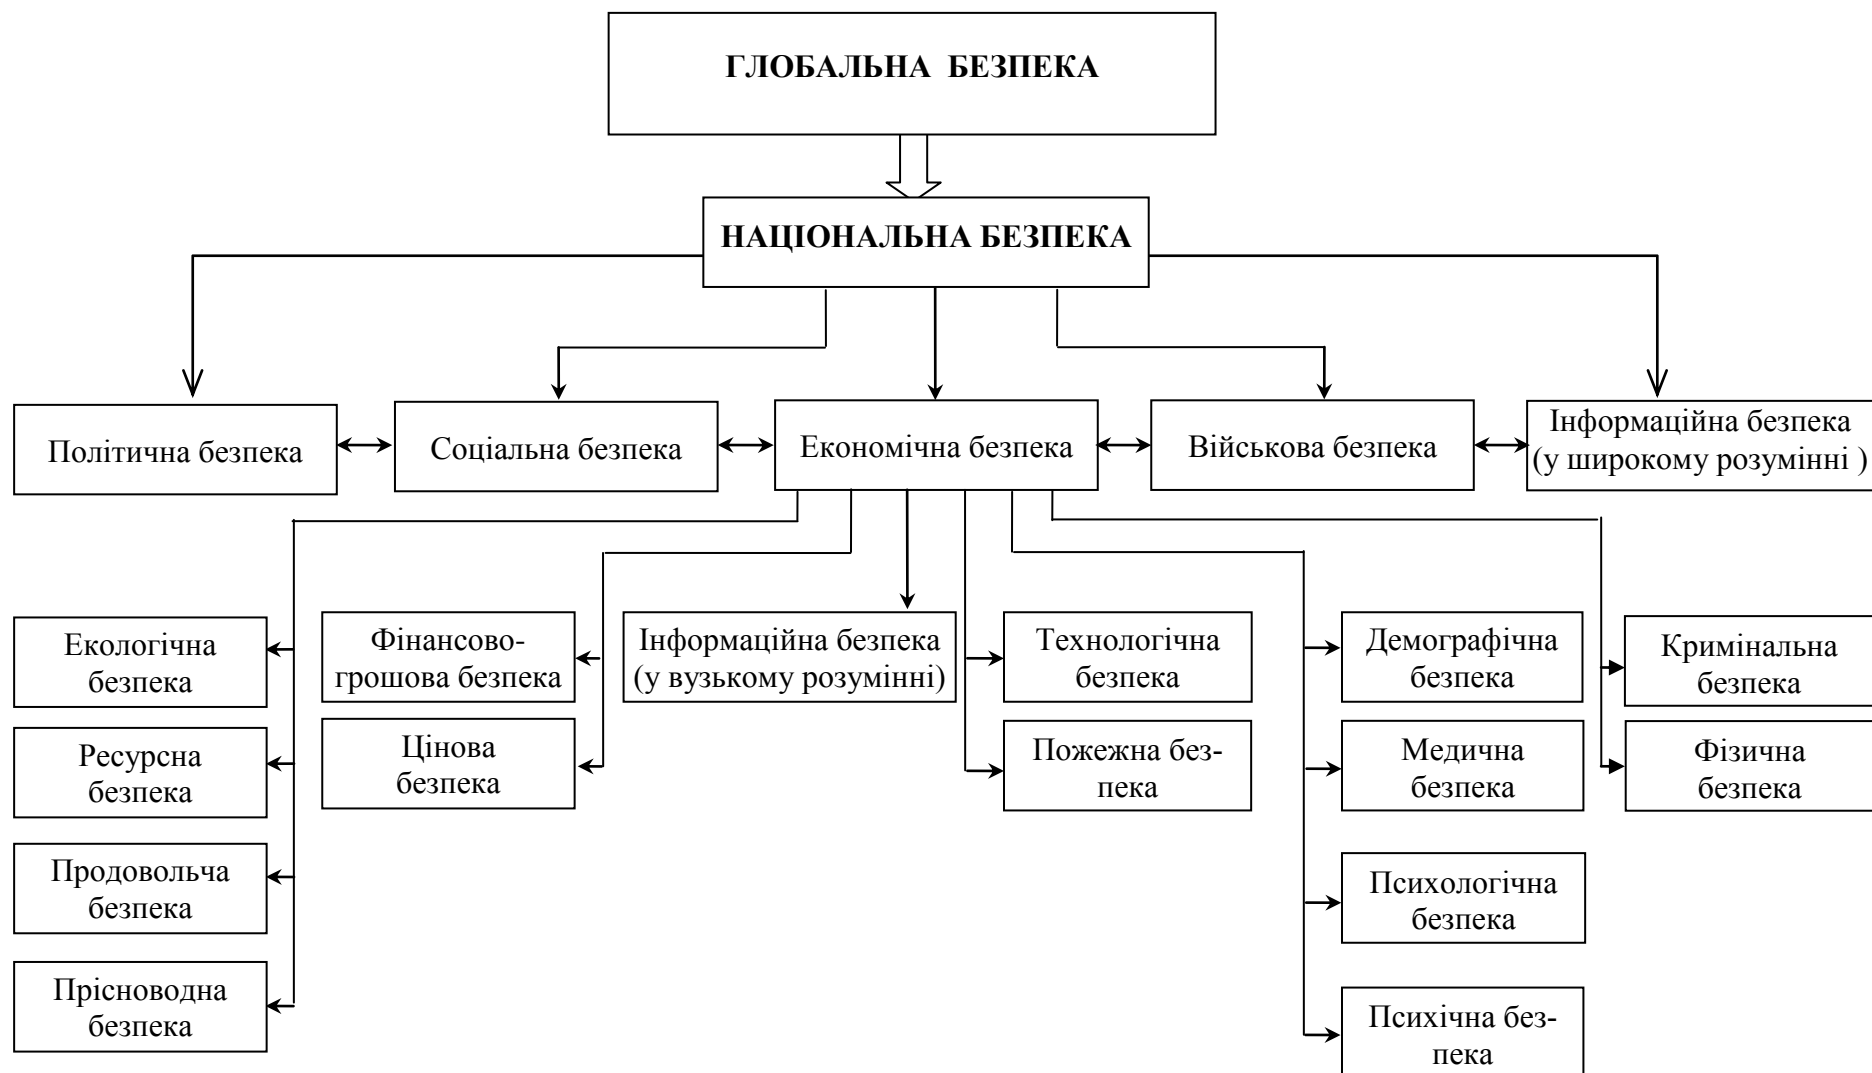 ГЛОБАЛЬНА БЕЗПЕКА
НАЦІОНАЛЬНА БЕЗПЕКА
Політична безпека
Соціальна безпека
Економічна безпека
Військова безпека
Інформаційна безпека
(у широкому розумінні )
Екологічна
безпека
Ресурсна
безпека
Продовольча
безпека
Прісноводна
безпека
Фінансово-
грошова безпека
Цінова
безпека
Інформаційна безпека
(у вузькому розумінні)
Технологічна
безпека
Пожежна без-
пека
Демографічна
безпека
Медична
безпека
Психологічна
безпека
Психічна без-
пека
Кримінальна
безпека
Фізична
безпека